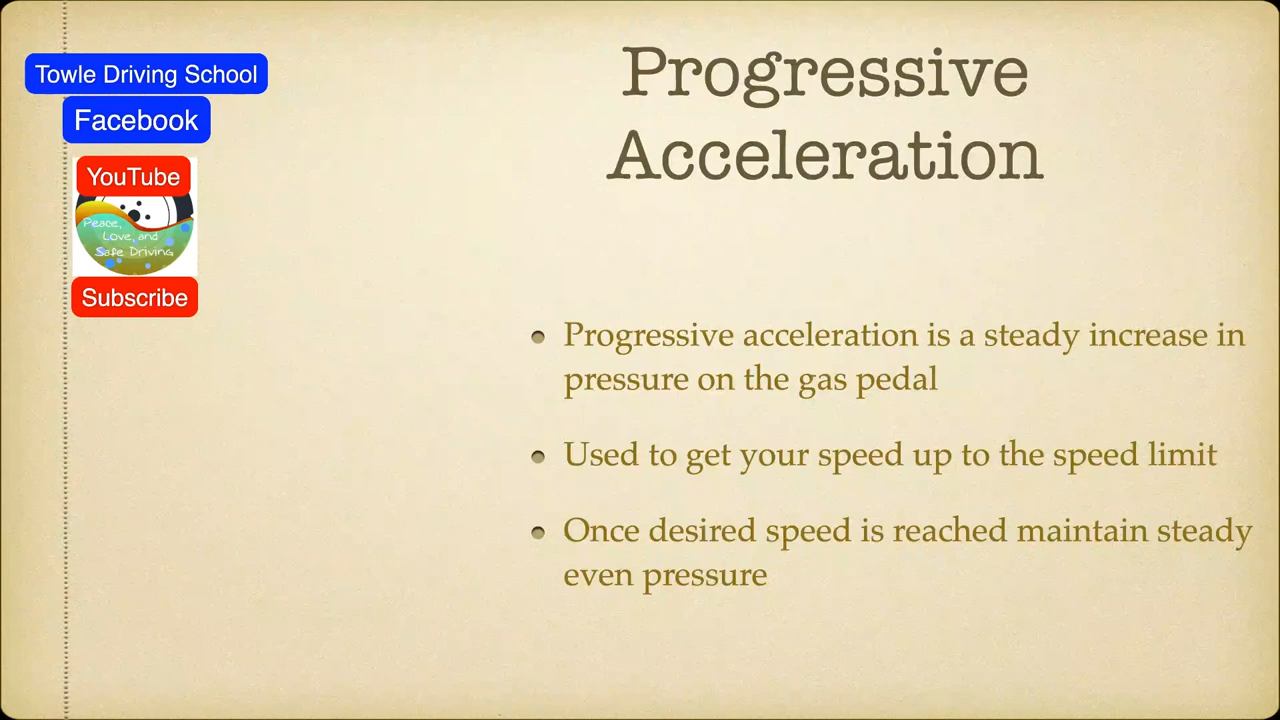 Towle Driving School
Facebook
YouTube
Peace,
Love, and
Safe Driving
Subscribe
Progressive
Acceleration
• Progressive acceleration is a steady increase in
pressure on the gas pedal
• Used to get your speed up to the speed limit
• Once desired speed is reached maintain steady
even pressure